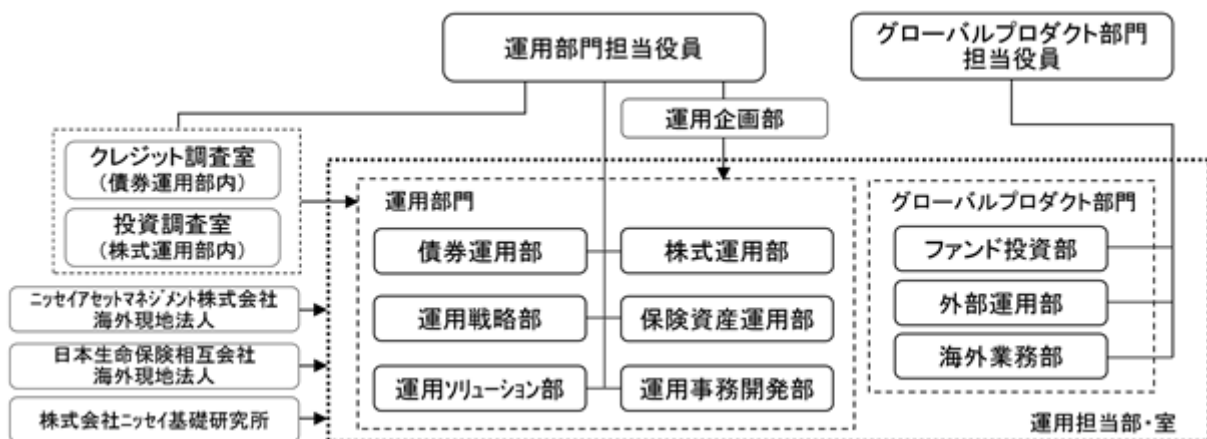 運用部門担当役員
グローバルプロダクト部門
担当役員
運用企画部
クレジット調査室
(債券運用部内)
投資調査室
(株式運用部内)
運用部門
債券運用部
株式運用部
運用戦略部
保険資産運用部
運用ソリューション部
運用事務開発部
グローバルプロダクト部門
ファンド投資部
外部運用部
海外業務部
ニッセイアセットマネジメント株式会社
海外現地法人
日本生命保険相互会社
海外現地法人
株式会社ニッセイ基礎研究所
運用担当部・室